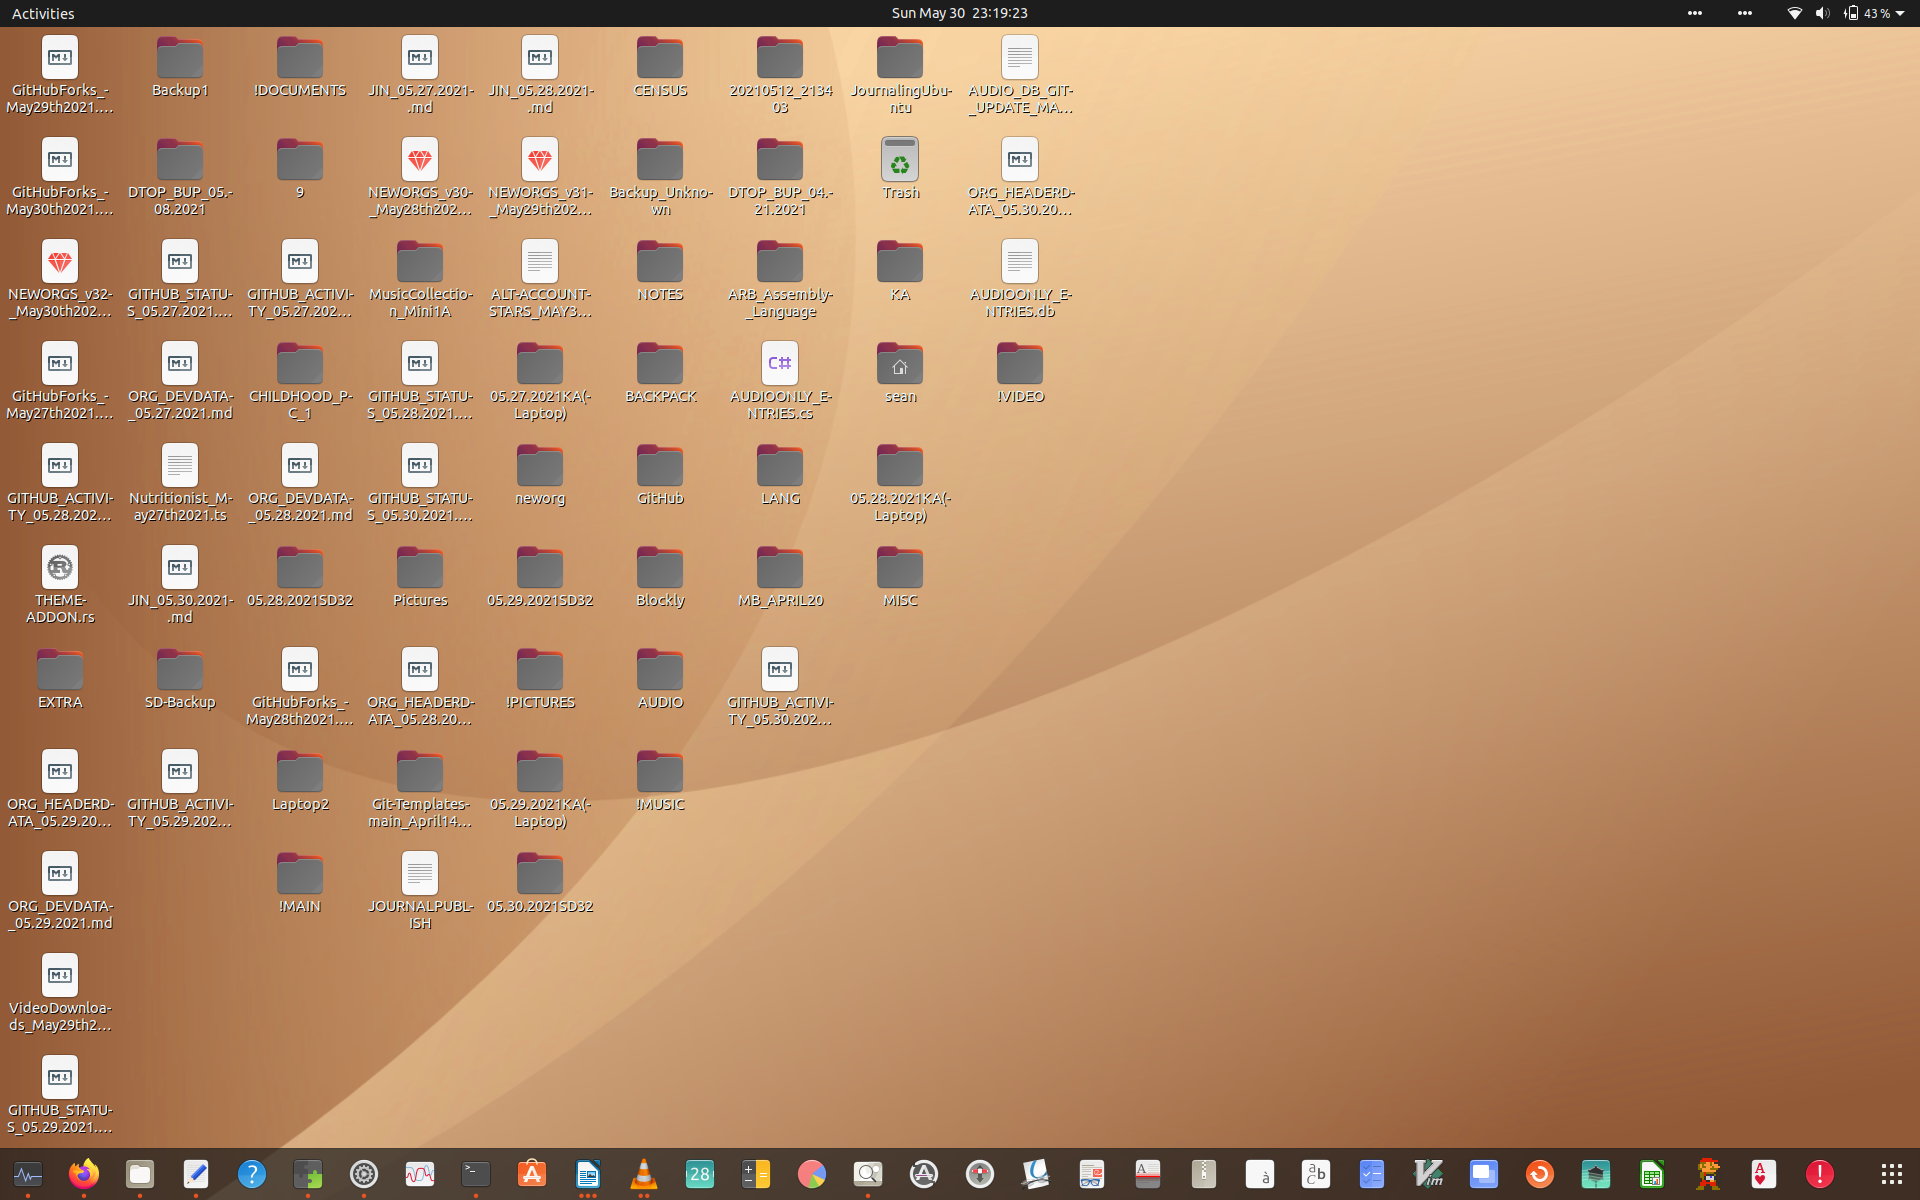 Activities
Sun May 30 23:19:23
43 %
GitHubForks_-
May29th2021....
Backup1
!DOCUMENTS
JIN_05.27.2021-
.md
JIN_05.28.2021-
.md
CENSUS
20210512_2134
03
JournalingUbu-
ntu
AUDIO_DB_GIT-
_UPDATE_MA...
GitHubForks_-
May30th2021....
DTOP_BUP_05.-
08.2021
9
NEWORGS_v30-
_May28th202...
NEWORGS_v31-
_May29th202...
Backup_Unkno-
wn
DTOP_BUP_04.-
21.2021
Trash
ORG_HEADERD-
ATA_05.30.20...
NEWORGS_v32-
_May30th202...
GITHUB_STATU-
S_05.27.2021....
GITHUB_ACTIVI-
TY_05.27.202...
MusicCollectio-
n_Mini1A
ALT-ACCOUNT-
STARS_MAY3...
NOTES
ARB_Assembly-
_Language
KA
AUDIOONLY_E-
NTRIES.db
GitHubForks_-
May27th2021....
ORG_DEVDATA-
_05.27.2021.md
CHILDHOOD_P-
C_1
GITHUB_STATU-
S_05.28.2021....
05.27.2021KA(-
Laptop)
BACKPACK
C#
AUDIOONLY_E-
NTRIES.cs
sean
!VIDEO
GITHUB_ACTIVI-
TY_05.28.202...
Nutritionist_M-
ay27th2021.ts
ORG_DEVDATA-
_05.28.2021.md
GITHUB_STATU-
S_05.30.2021....
neworg
GitHub
LANG
05.28.2021KA(-
Laptop)
THEME-
ADDON.rs
JIN_05.30.2021-
.md
05.28.2021SD32
Pictures
05.29.2021SD32
Blockly
MB_APRIL20
MISC
EXTRA
SD-Backup
GitHubForks_-
May28th2021....
ORG_HEADERD-
ATA_05.28.20...
!PICTURES
AUDIO
GITHUB_ACTIVI-
TY_05.30.202...
ORG_HEADERD-
ATA_05.29.20...
GITHUB_ACTIVI-
TY_05.29.202...
Laptop2
Git-Templates-
main_April14...
05.29.2021KA(-
Laptop)
!MUSIC
ORG_DEVDATA-
_05.29.2021.md
!MAIN
JOURNALPUBL-
ISH
05.30.2021SD32
VideoDownloa-
ds_May29th2...
GITHUB_STATU-
S_05.29.2021....
28